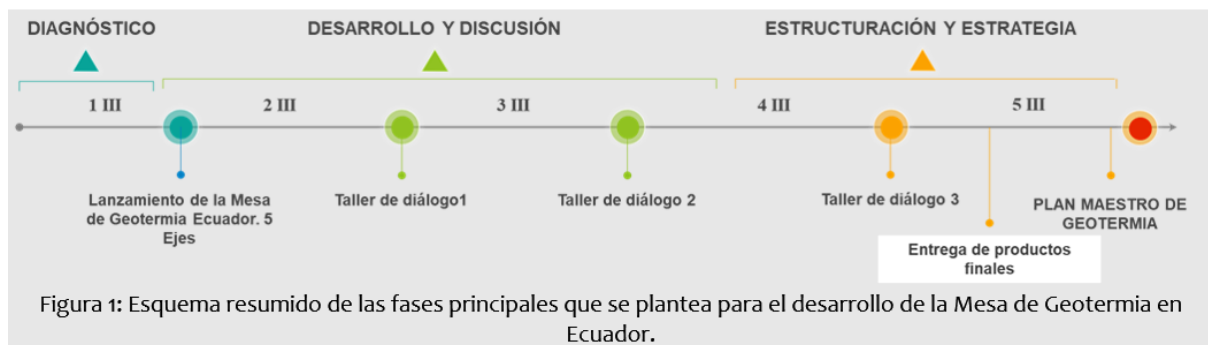 DIAGNÓSTICO
DESARROLLO Y DISCUSIÓN
ESTRUCTURACIÓN Y ESTRATEGIA
1 III
2 III
3 III
4 III
5 III
Lanzamiento de la Mesa
de Geotermia Ecuador. 5
Ejes
Taller de diálogo1
Taller de diálogo 2
Taller de diálogo 3
PLAN MAESTRO DE
GEOTERMIA
Entrega de productos
finales
Figura 1: Esquema resumido de las fases principales que se plantea para el desarrollo de la Mesa de Geotermia en
Ecuador.